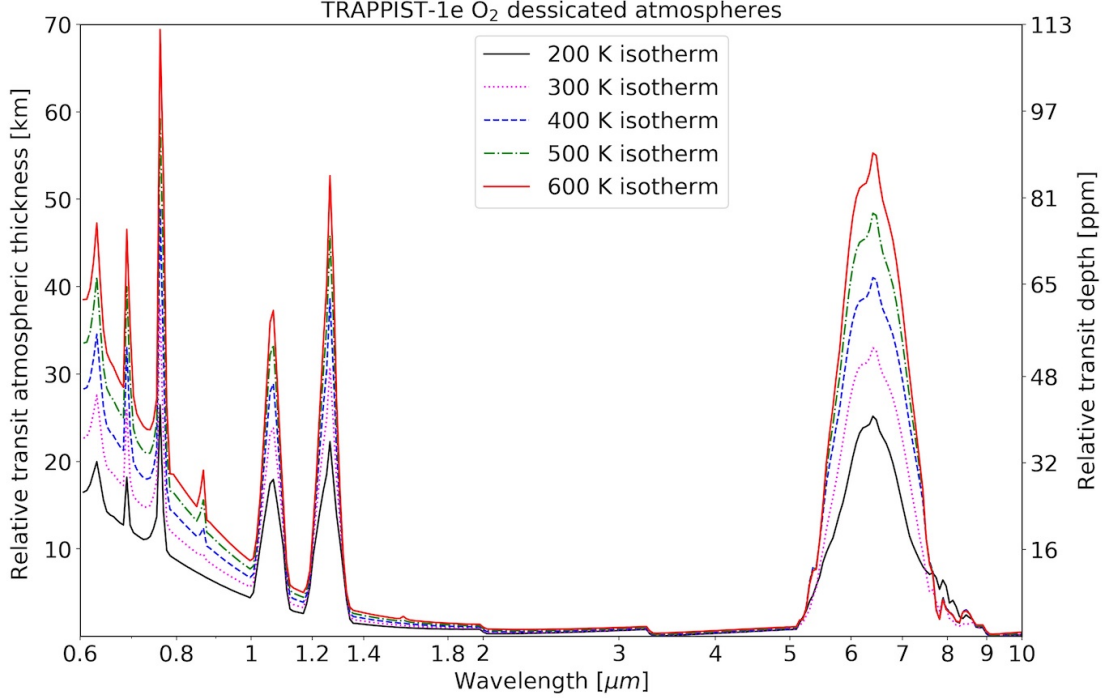 TRAPPIST-1e O₂ dessicated atmospheres
Relative transit atmospheric thickness [km]
70
60
50
40
30
20
10
200 K isotherm
300 K isotherm
400 K isotherm
500 K isotherm
600 K isotherm
113
97
81
65
48
32
16
Relative transit depth [ppm]
0.6 0.8 1 1.2 1.4 1.8 2 3 4 5 6 7 8 9 10
Wavelength [μm]